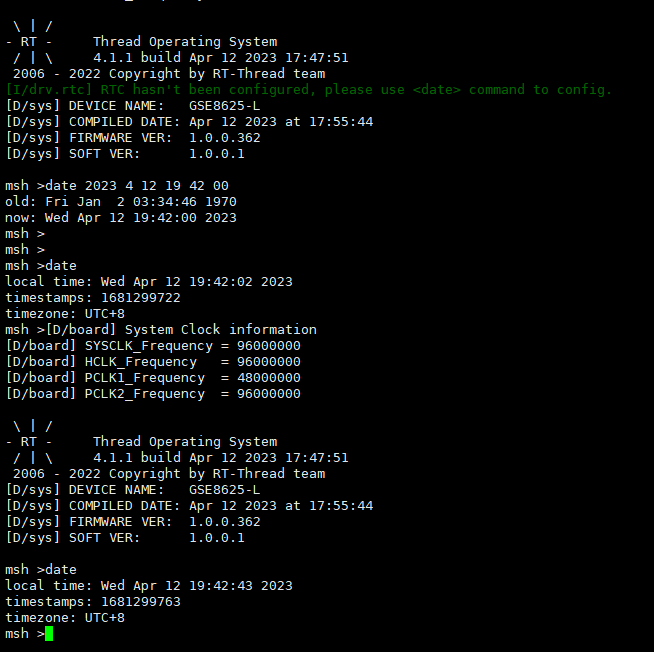 \ | /
- RT -     Thread Operating System
 / | \     4.1.1 build Apr 12 2023 17:47:51
 2006 - 2022 Copyright by RT-Thread team
[I/drv.rtc] RTC hasn't been configured, please use <date> command to config.
[D/sys] DEVICE NAME:   GSE8625-L
[D/sys] COMPILED DATE: Apr 12 2023 at 17:55:44
[D/sys] FIRMWARE VER:  1.0.0.362
[D/sys] SOFT VER:      1.0.0.1

msh >date 2023 4 12 19 42 00
old: Fri Jan  2 03:34:46 1970
now: Wed Apr 12 19:42:00 2023
msh >
msh >
msh >date
local time: Wed Apr 12 19:42:02 2023
timestamps: 1681299722
timezone: UTC+8
msh >[D/board] System Clock information
[D/board] SYSCLK_Frequency = 96000000
[D/board] HCLK_Frequency   = 96000000
[D/board] PCLK1_Frequency  = 48000000
[D/board] PCLK2_Frequency  = 96000000

 \ | /
- RT -     Thread Operating System
 / | \     4.1.1 build Apr 12 2023 17:47:51
 2006 - 2022 Copyright by RT-Thread team
[D/sys] DEVICE NAME:   GSE8625-L
[D/sys] COMPILED DATE: Apr 12 2023 at 17:55:44
[D/sys] FIRMWARE VER:  1.0.0.362
[D/sys] SOFT VER:      1.0.0.1

msh >date
local time: Wed Apr 12 19:42:43 2023
timestamps: 1681299763
timezone: UTC+8
msh >